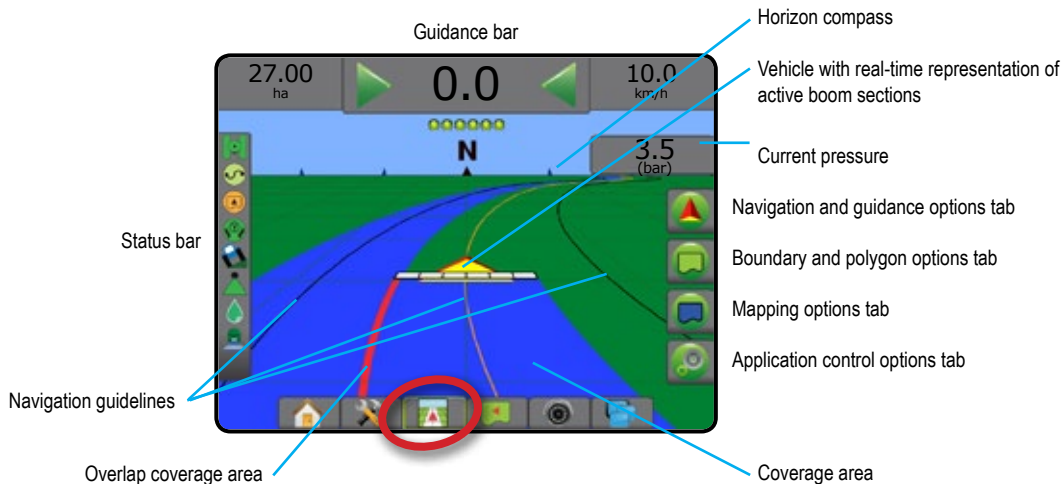 Horizon compass
Guidance bar
Vehicle with real-time representation of
active boom sections
27.00
ha
0.0
10.0
km/h
N
3.5
(bar)
Current pressure
Navigation and guidance options tab
Status bar
Boundary and polygon options tab
Mapping options tab
Application control options tab
Navigation guidelines
Overlap coverage area
Coverage area